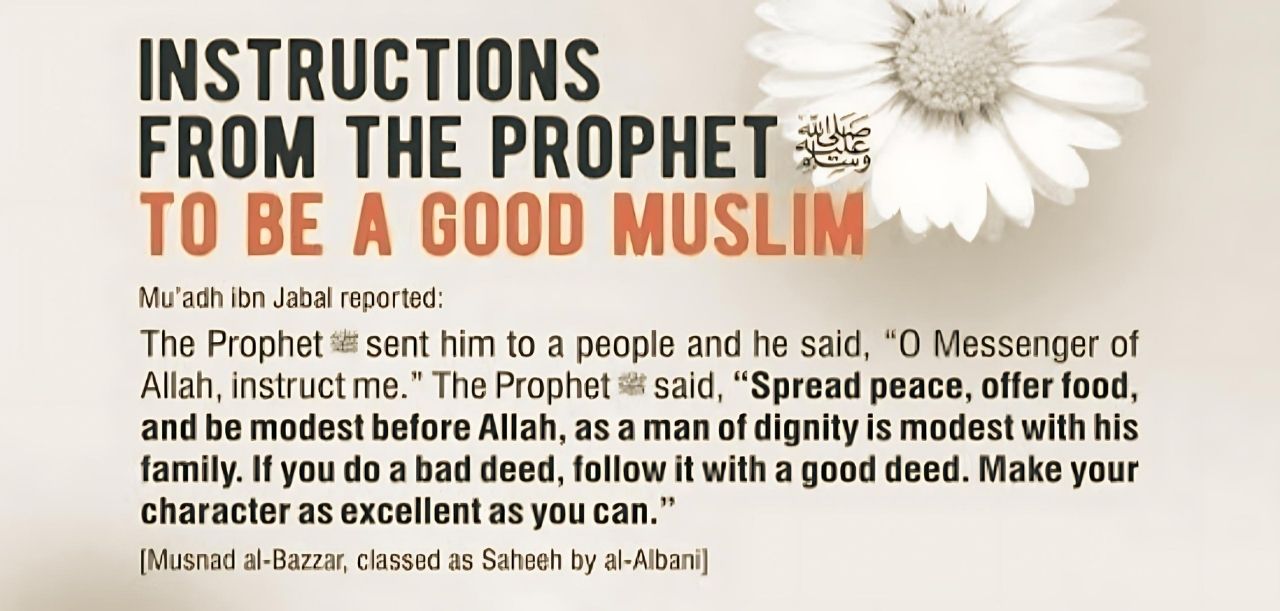 INSTRUCTIONS
FROM THE PROPHET صلى الله عليه وسلم
TO BE A GOOD MUSLIM
Mu'adh ibn Jabal reported:
The Prophet ﷺ sent him to a people and he said, “O Messenger of
Allah, instruct me.” The Prophet ﷺ said, “Spread peace, offer food,
and be modest before Allah, as a man of dignity is modest with his
family. If you do a bad deed, follow it with a good deed. Make your
character as excellent as you can.”
[Musnad al-Bazzar, classed as Saheeh by al-Albani]